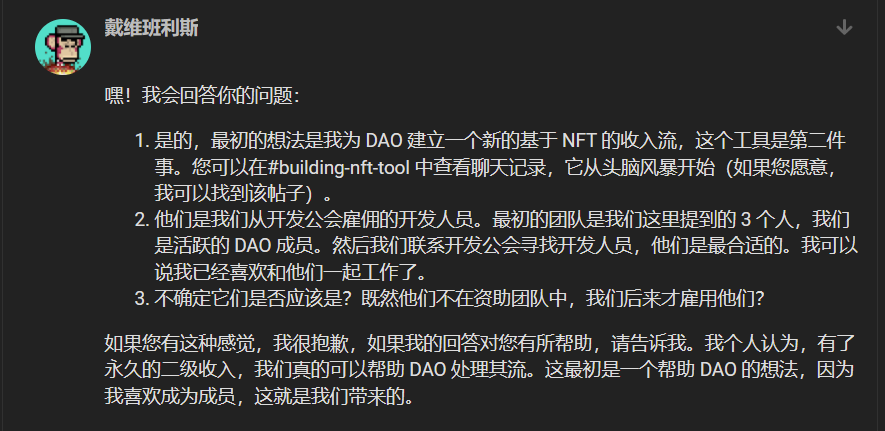 戴维班利斯
嘿！我会回答你的问题：
1. 是的，最初的想法是我为 DAO 建立一个新的基于 NFT 的收入流，这个工具是第二件
事。您可以在#building-nft-tool 中查看聊天记录，它从头脑风暴开始（如果您愿意，
我可以找到该帖子）。
2. 他们是我们从开发公会雇佣的开发人员。最初的团队是我们这里提到的 3 个人，我们
是活跃的 DAO 成员。然后我们联系开发公会寻找开发人员，他们是最合适的。我可以
说我已经喜欢和他们一起工作了。
3. 不确定它们是否应该是？既然他们不在资助团队中，我们后来才雇用他们？
如果您有这种感觉，我很抱歉，如果我的回答对您有所帮助，请告诉我。我个人认为，有了
永久的二级收入，我们真的可以帮助 DAO 处理其流。这最初是一个帮助 DAO 的想法，因为
我喜欢成为成员，这就是我们带来的。